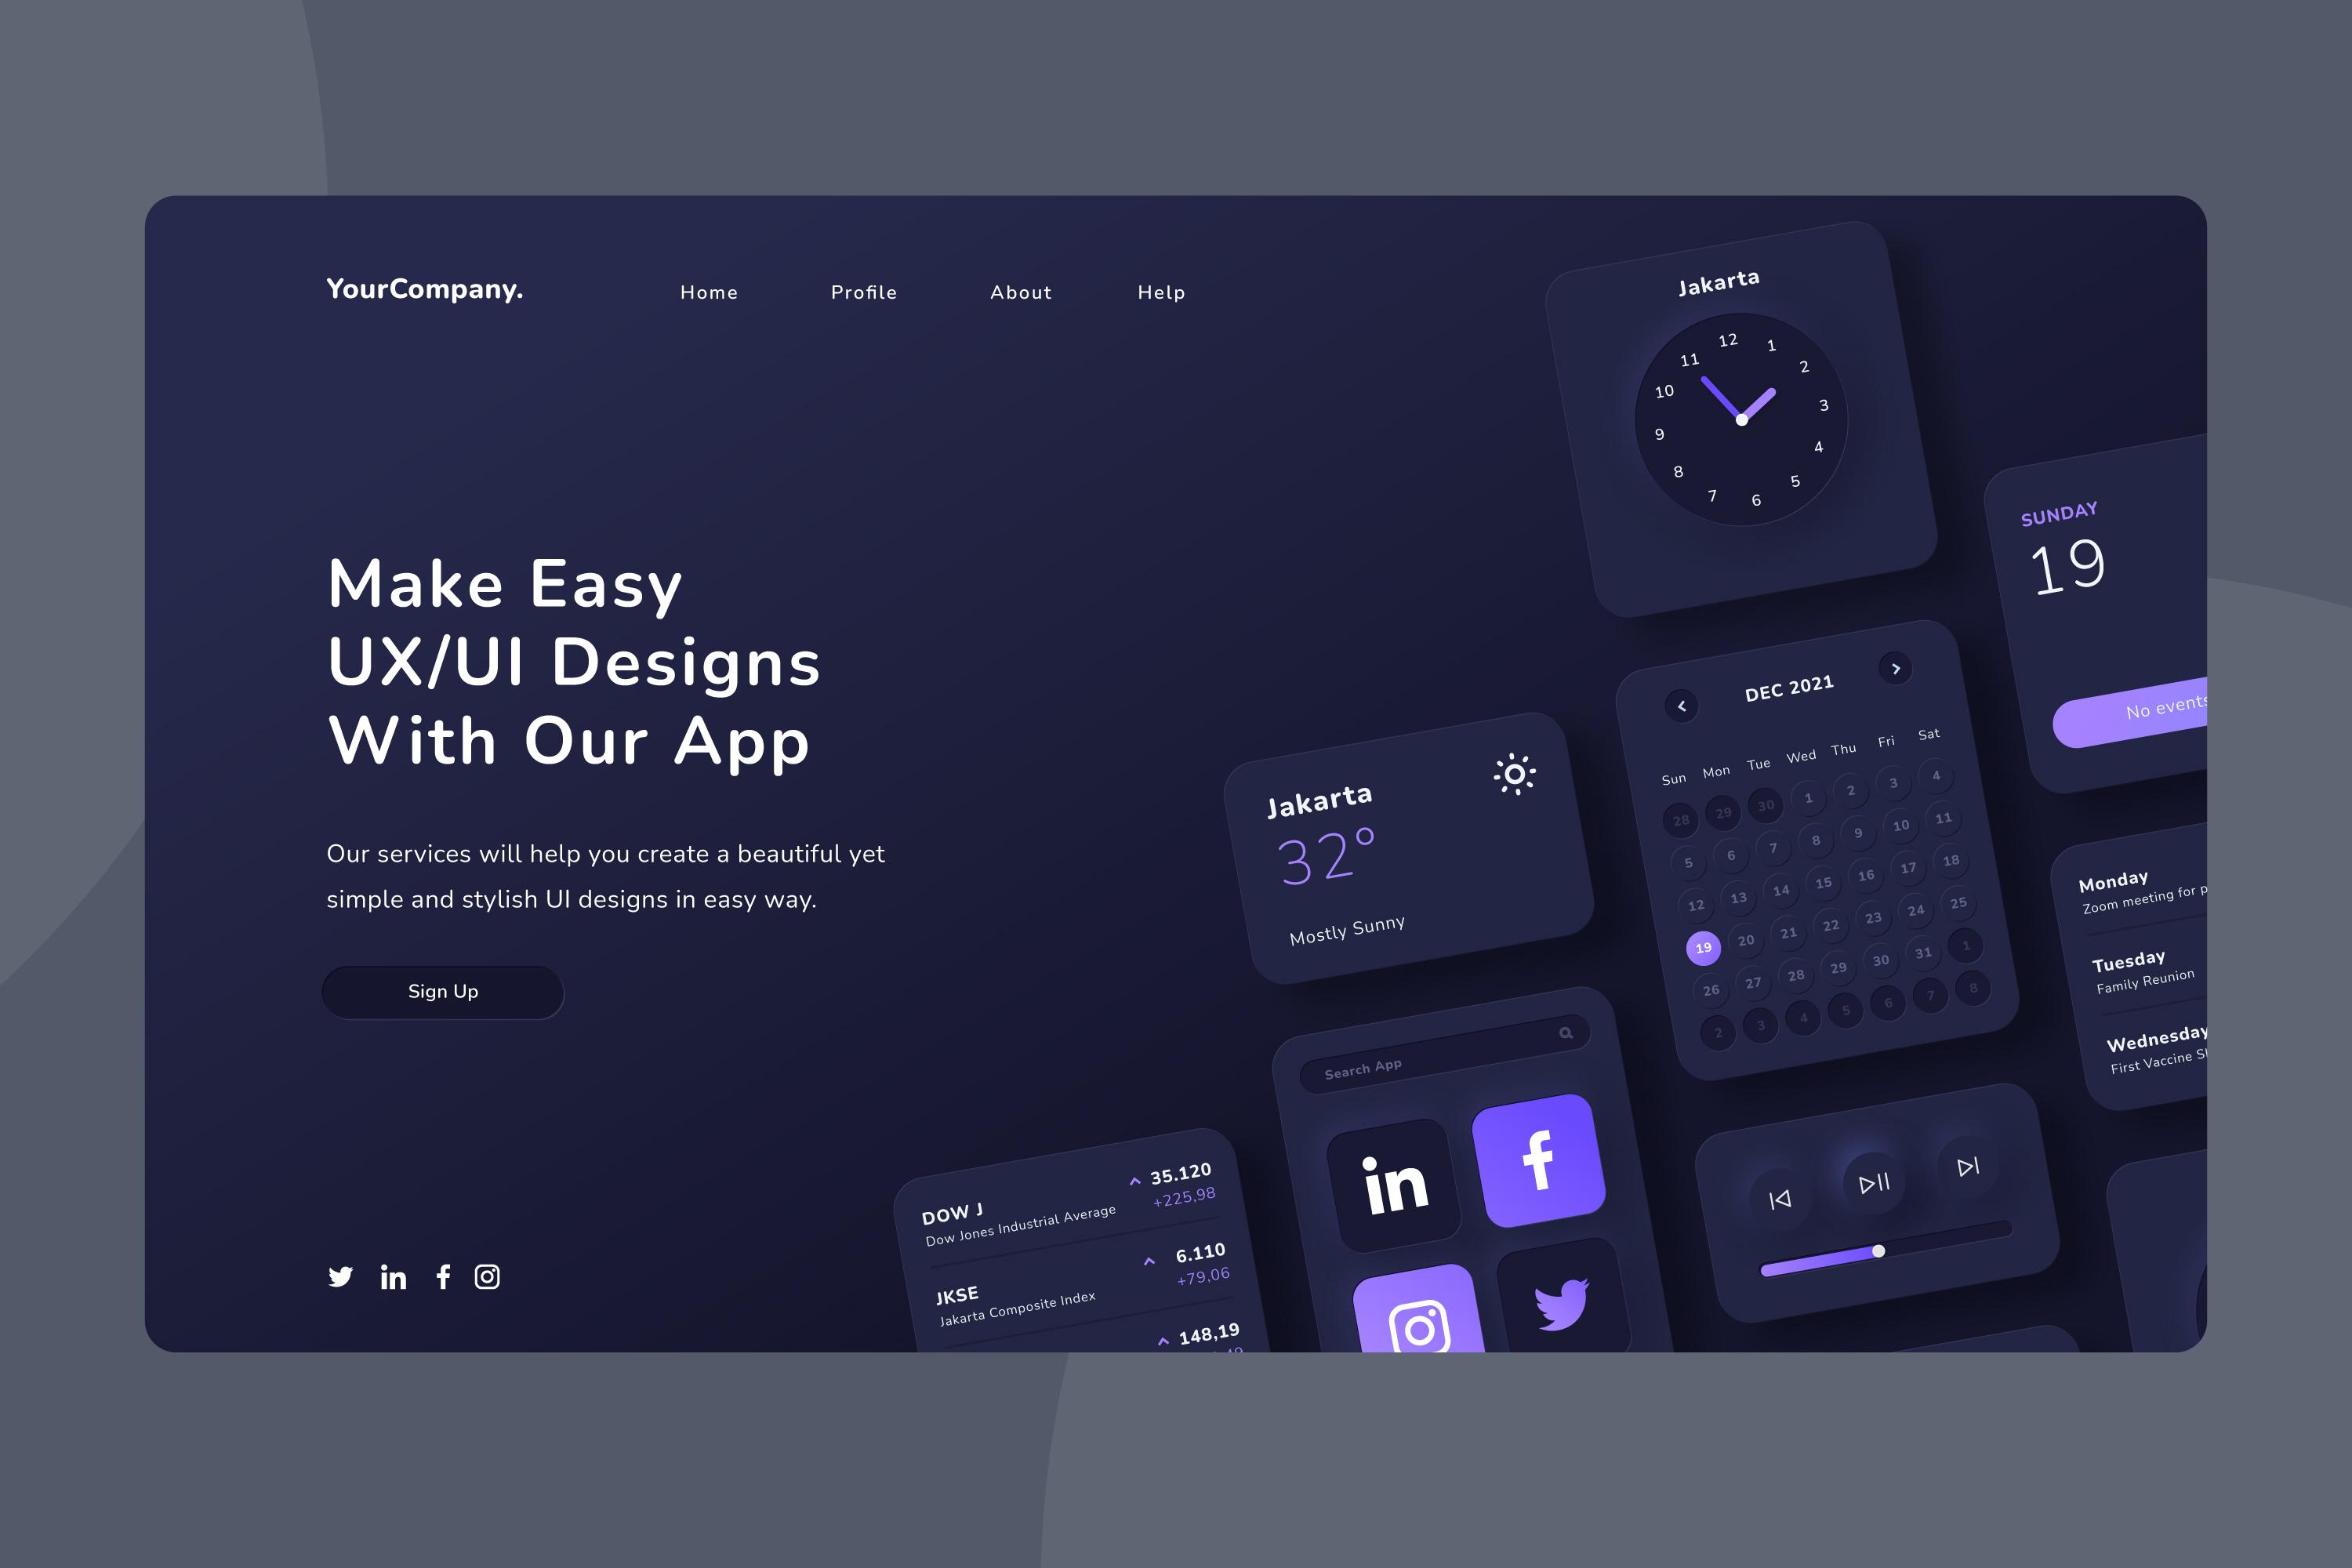 YourCompany.
Home Profile About Help
Make Easy
UX/UI Designs
With Our App
Our services will help you create a beautiful yet
simple and stylish UI designs in easy way.
Sign Up
Jakarta
12
1
2
3
4
5
6
7
8
9
10
11
SUNDAY
19
No events
DEC 2021
Sun Mon Tue Wed Thu Fri Sat
28 29 30 1 2 3 4
5 6 7 8 9 10 11
12 13 14 15 16 17 18
19 20 21 22 23 24 25
26 27 28 29 30 31 1
2 3 4 5 6 7 8
Jakarta
32°
Mostly Sunny
Monday
Zoom meeting for
Tuesday
Family Reunion
Wednesday
First Vaccine
Search App
in f
DOW J 35.120
Dow Jones Industrial Average +225,98
JKSE 6.110
Jakarta Composite Index +79,06
148,19
in f